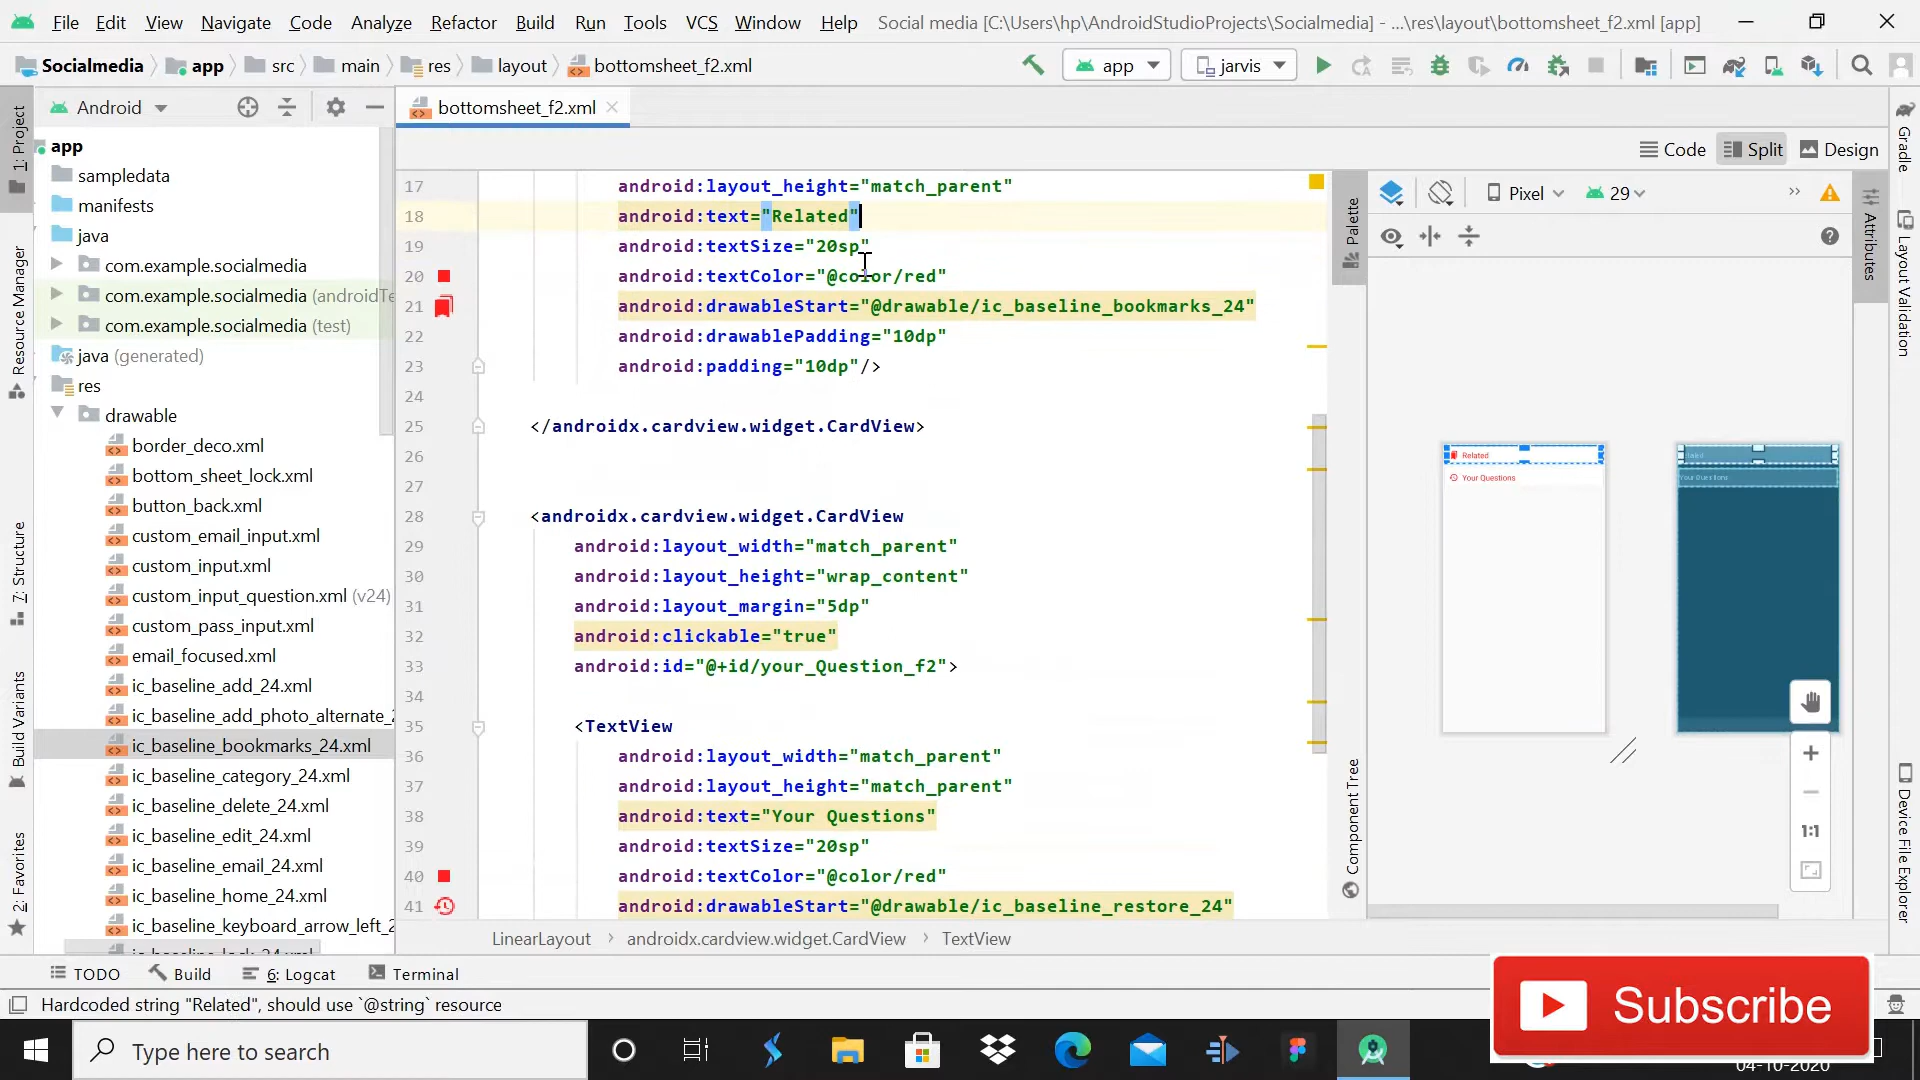 File Edit View Navigate Code Analyze Refactor Build Run Tools VCS Window Help Social media [C:\Users\hp\AndroidStudioProjects\Socialmedia] - ...\res\layout\bottomsheet_f2.xml [app]
Socialmedia app src main res layout bottomsheet_f2.xml app jarvis
Android bottomsheet_f2.xml
Code Split Design
1: Project
Resource Manager
7: Structure
Build Variants
2: Favorites
app
sampledata
manifests
java
com.example.socialmedia
com.example.socialmedia (androidTe
com.example.socialmedia (test)
java (generated)
res
drawable
border_deco.xml
bottom_sheet_lock.xml
button_back.xml
custom_email_input.xml
custom_input.xml
custom_input_question.xml (v24)
custom_pass_input.xml
email_focused.xml
ic_baseline_add_24.xml
ic_baseline_add_photo_alternate_2
ic_baseline_bookmarks_24.xml
ic_baseline_category_24.xml
ic_baseline_delete_24.xml
ic_baseline_edit_24.xml
ic_baseline_email_24.xml
ic_baseline_home_24.xml
ic_baseline_keyboard_arrow_left_2
17 android:layout_height="match_parent"
18 android:text="Related"
19 android:textSize="20sp"
20 android:textColor="@color/red"
21 android:drawableStart="@drawable/ic_baseline_bookmarks_24"
22 android:drawablePadding="10dp"
23 android:padding="10dp"/>
24
25 </androidx.cardview.widget.CardView>
26
27
28 <androidx.cardview.widget.CardView
29 android:layout_width="match_parent"
30 android:layout_height="wrap_content"
31 android:layout_margin="5dp"
32 android:clickable="true"
33 android:id="@+id/your_Question_f2">
34
35 <TextView
36 android:layout_width="match_parent"
37 android:layout_height="match_parent"
38 android:text="Your Questions"
39 android:textSize="20sp"
40 android:textColor="@color/red"
41 android:drawableStart="@drawable/ic_baseline_restore_24"
LinearLayout androidx.cardview.widget.CardView TextView
Palette
Component Tree
Pixel 29
Related
Your Questions
Your Questions
1:1
Attributes
Gradle
Layout Validation
Device File Explorer
TODO Build 6: Logcat Terminal
Hardcoded string "Related", should use `@string` resource
Subscribe
Type here to search
04-10-2020